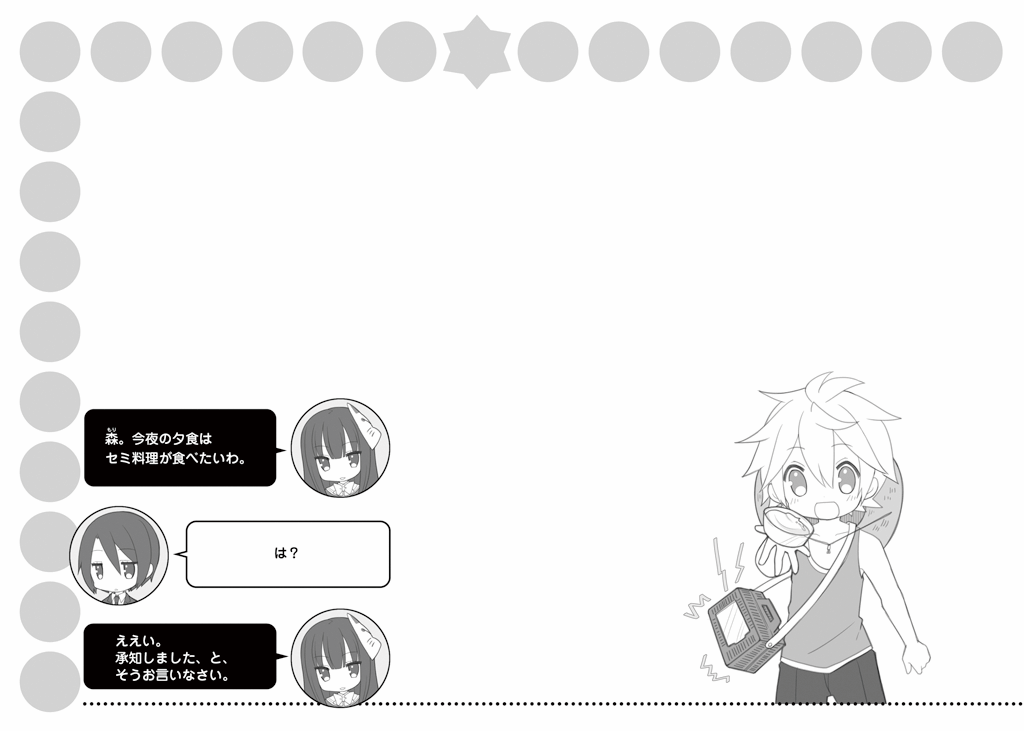 森。今夜の夕食は
セミ料理が食べたいわ。
は？
ええい。
承知しました、と、
そうお言いなさい。